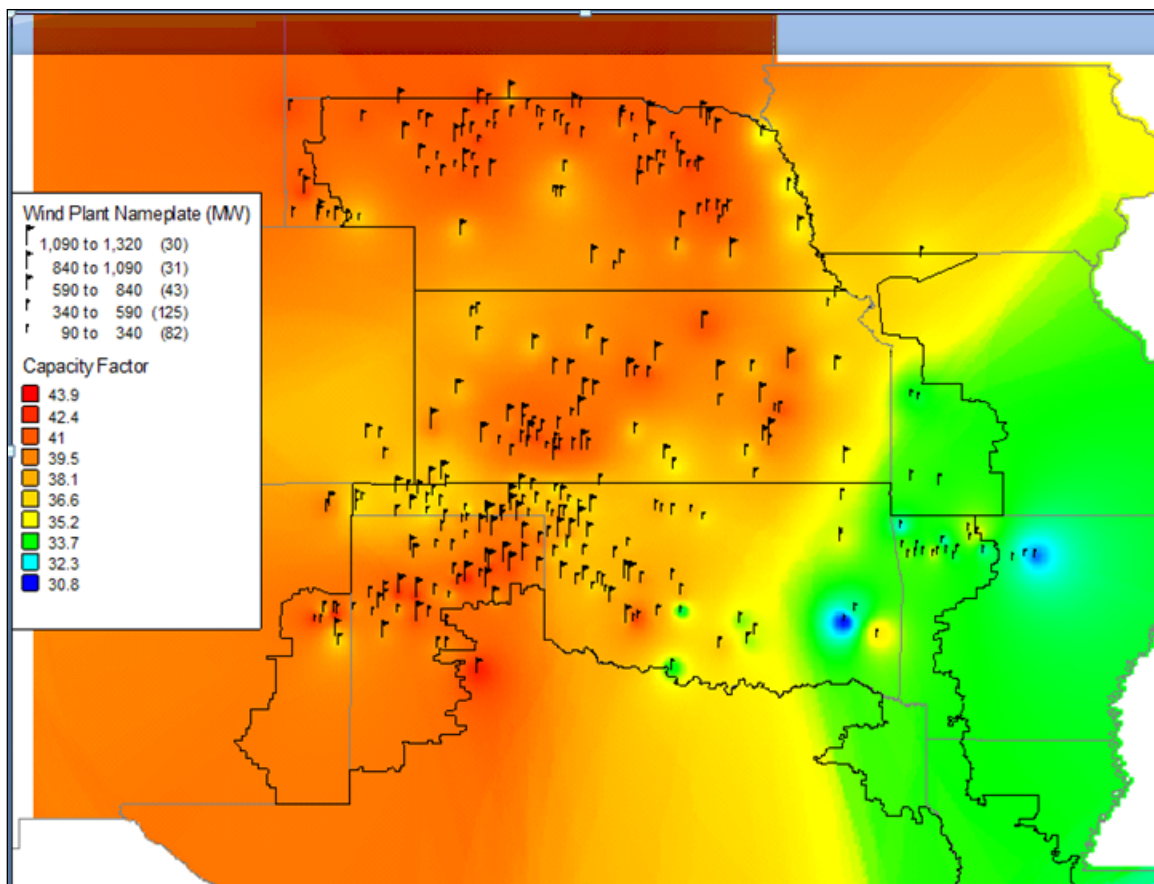 Wind Plant Nameplate (MW)
1,090 to 1,320 (30)
840 to 1,090 (31)
590 to 840 (43)
340 to 590 (125)
90 to 340 (82)
Capacity Factor
43.9
42.4
41
39.5
38.1
36.6
35.2
33.7
32.3
30.8